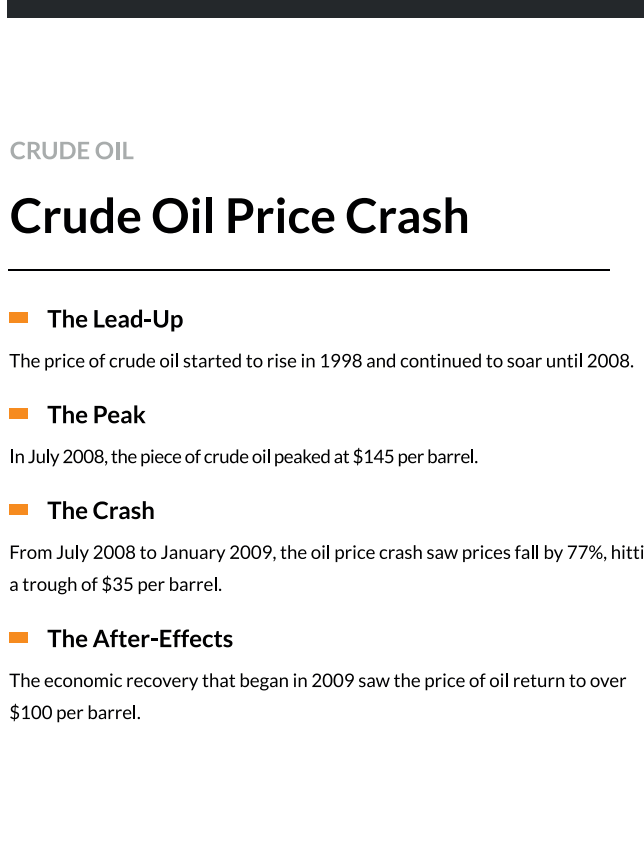 CRUDE OIL
Crude Oil Price Crash
The Lead-Up
The price of crude oil started to rise in 1998 and continued to soar until 2008.
The Peak
In July 2008, the piece of crude oil peaked at $145 per barrel.
The Crash
From July 2008 to January 2009, the oil price crash saw prices fall by 77%, hitti
a trough of $35 per barrel.
The After-Effects
The economic recovery that began in 2009 saw the price of oil return to over
$100 per barrel.